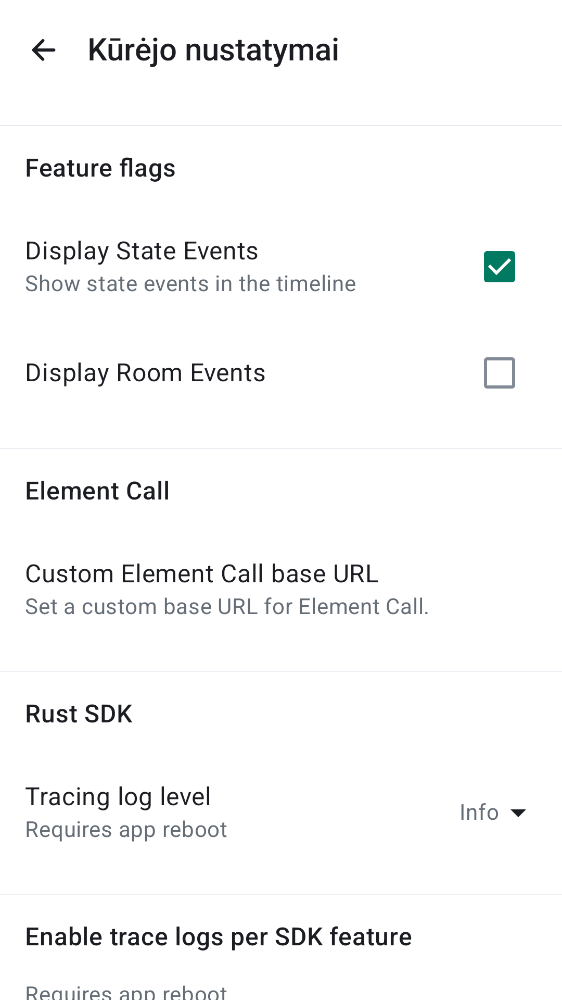 Kūrėjo nustatymai
Feature flags
Display State Events
Show state events in the timeline
Display Room Events
Element Call
Custom Element Call base URL
Set a custom base URL for Element Call.
Rust SDK
Tracing log level
Requires app reboot
Info
Enable trace logs per SDK feature
Requires app reboot